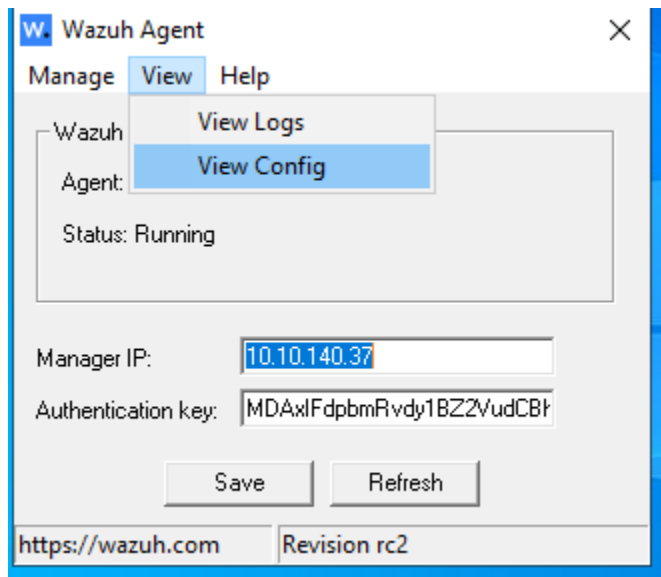 W. Wazuh Agent
Manage View Help
View Logs
View Config
Wazuh
Agent:
Status: Running
Manager IP: 10.10.140.37
Authentication key:
Save Refresh
https://wazuh.com Revision rc2